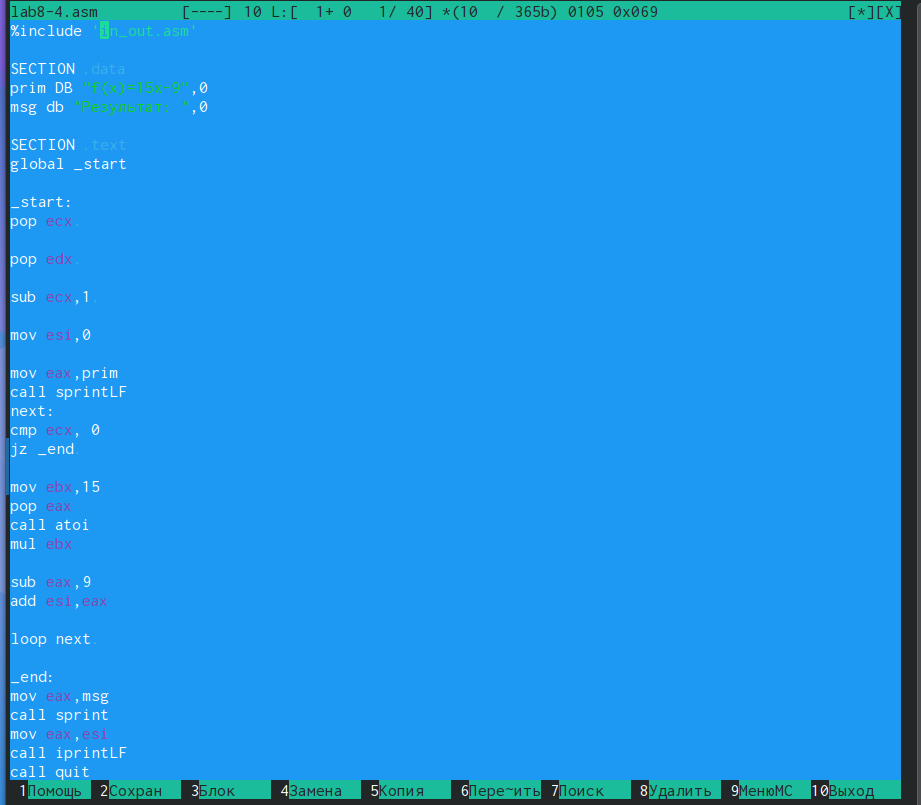 lab8-4.asm [----] 10 L:[ 1+ 0 1/ 40] *(10 / 365b) 0105 0x069 [*][X]
%include 'in_out.asm'
SECTION .data
prim DB "f(x)=15x-9",0
msg db "Результат: ",0
SECTION .text
global _start
_start:
pop ecx
pop edx
sub ecx,1
mov esi,0
mov eax,prim
call sprintLF
next:
cmp ecx, 0
jz _end
mov ebx,15
pop eax
call atoi
mul ebx
sub eax,9
add esi,eax
loop next
_end:
mov eax,msg
call sprint
mov eax,esi
call iprintLF
call quit
1Помощь 2Сохран 3Блок 4Замена 5Копия 6Пере~ить 7Поиск 8Удалить 9МенюMC 10Выход